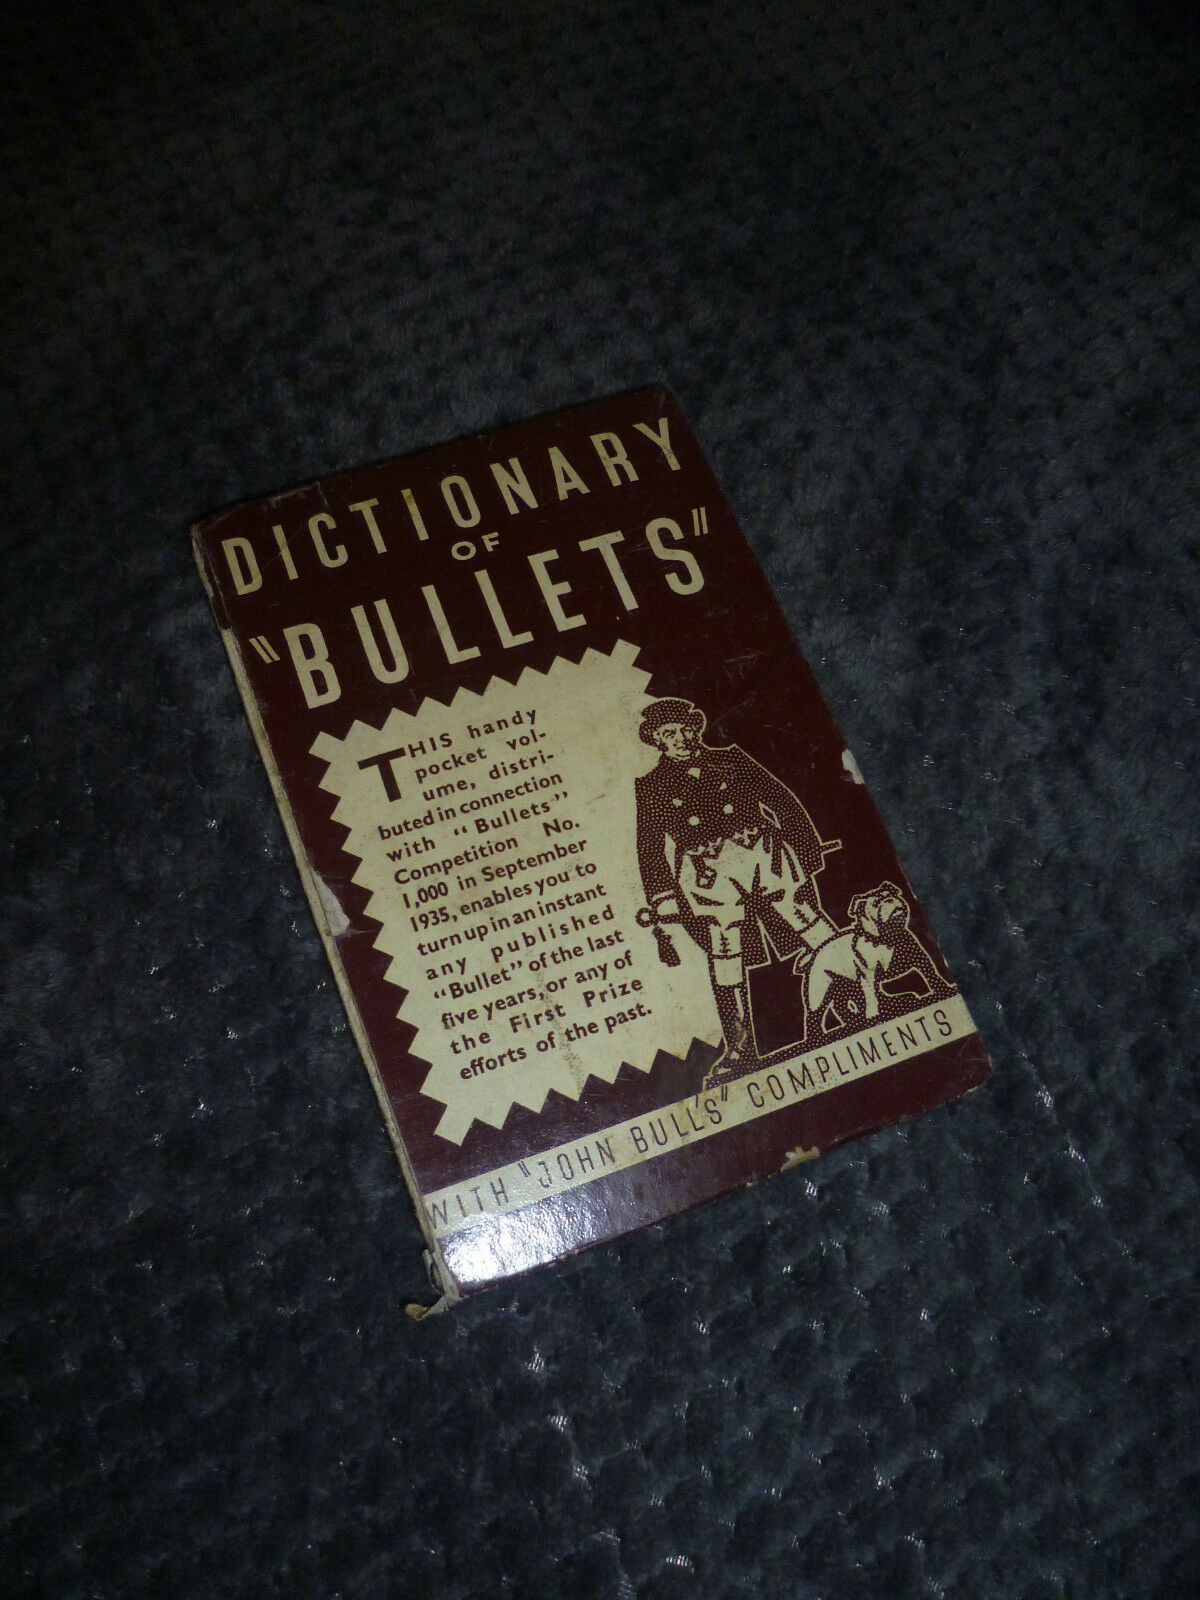 DICTIONARY
OF
"BULLETS"
THIS handy
pocket vol-
ume, distri-
buted in connection
with "Bullets"
Competition No.
1,000 in September
1935, enables you to
turn up in an instant
any published
"Bullet" of the last
five years, or any of
the First Prize
efforts of the past.
WITH "JOHN BULL'S" COMPLIMENTS